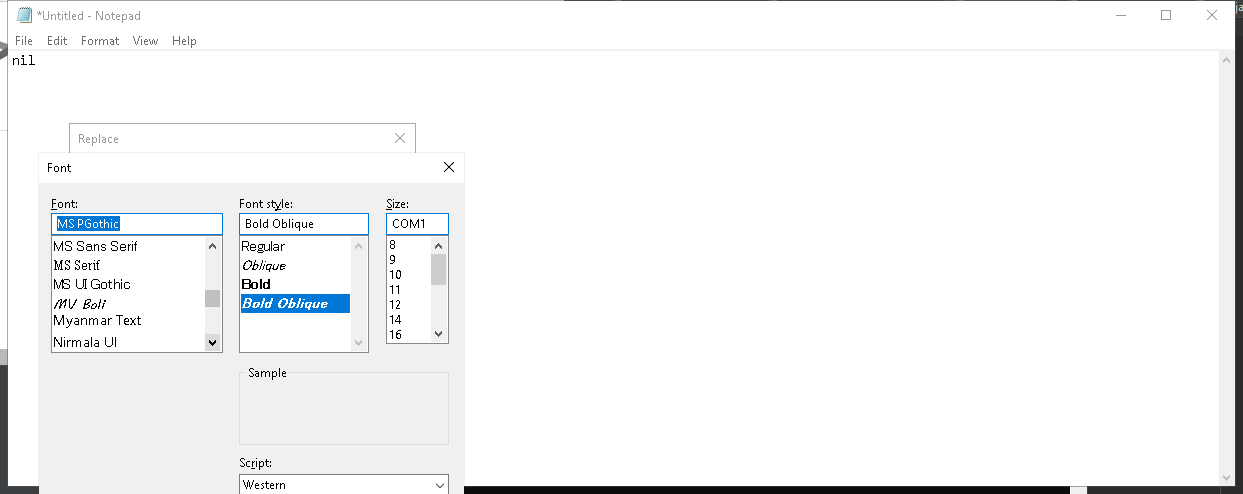 *Untitled - Notepad
File Edit Format View Help
nil
Replace
Font
Font:
MS PGothic
MS Sans Serif
MS Serif
MS UI Gothic
MV Boli
Myanmar Text
Nirmala UI
Font style:
Bold Oblique
Regular
Oblique
Bold
Bold Oblique
Size:
COM1
8
9
10
11
12
14
16
Sample
Script:
Western